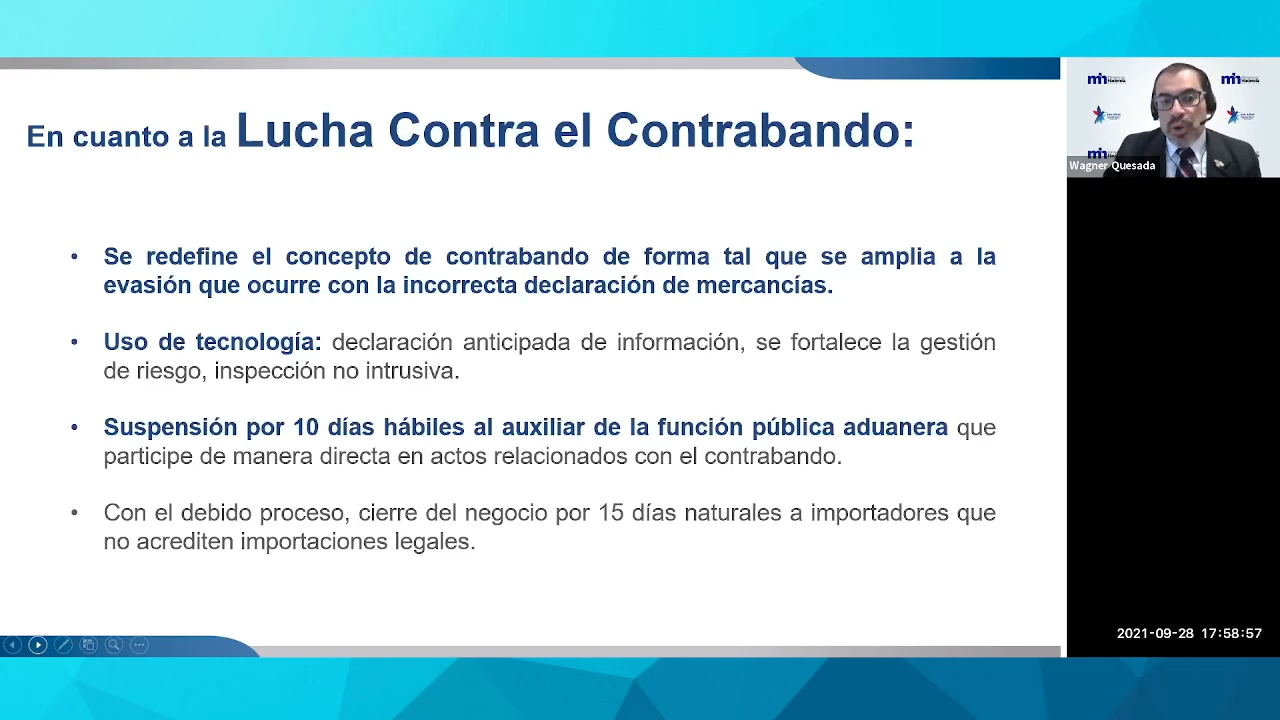 En cuanto a la Lucha Contra el Contrabando:
• Se redefine el concepto de contrabando de forma tal que se amplia a la
evasión que ocurre con la incorrecta declaración de mercancías.
• Uso de tecnología: declaración anticipada de información, se fortalece la gestión
de riesgo, inspección no intrusiva.
• Suspensión por 10 días hábiles al auxiliar de la función pública aduanera que
participe de manera directa en actos relacionados con el contrabando.
• Con el debido proceso, cierre del negocio por 15 días naturales a importadores que
no acrediten importaciones legales.
Wagner Quesada
2021-09-28 17:58:57